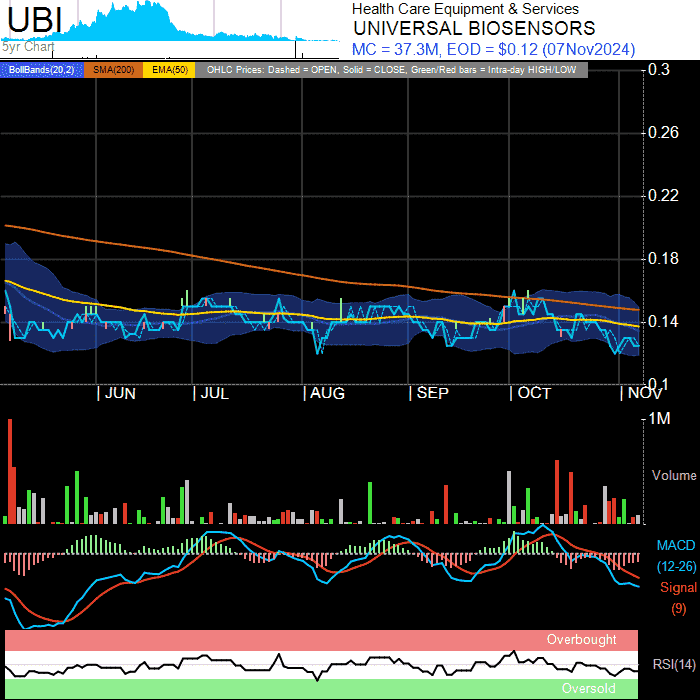 UBI
5yr Chart
Health Care Equipment & Services
UNIVERSAL BIOSENSORS
MC = 37.3M, EOD = $0.12 (07Nov2024)
BollBands(20,2) SMA(200) EMA(50) OHLC Prices: Dashed = OPEN, Solid = CLOSE, Green/Red bars = Intra-day HIGH/LOW
0.3
0.26
0.22
0.18
0.14
0.1
JUN JUL AUG SEP OCT NOV
1M
Volume
MACD
(12-26)
Signal
(9)
Overbought
RSI(14)
Oversold